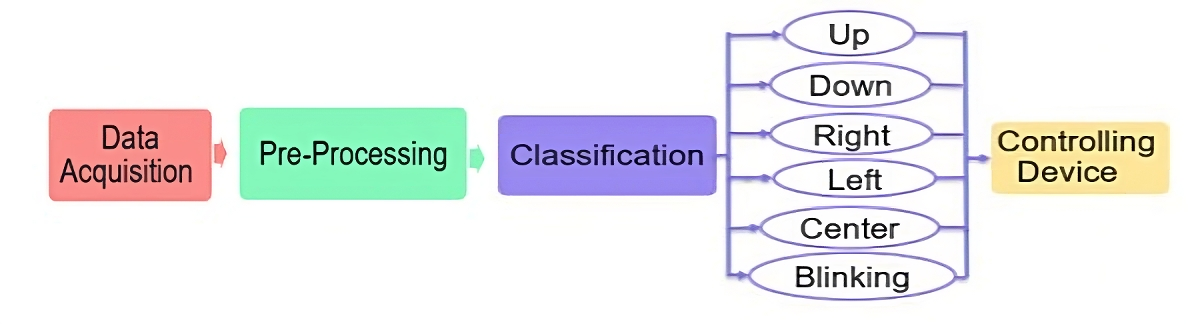 Data
Acquisition
Pre-Processing
Classification
Up
Down
Right
Left
Center
Blinking
Controlling
Device